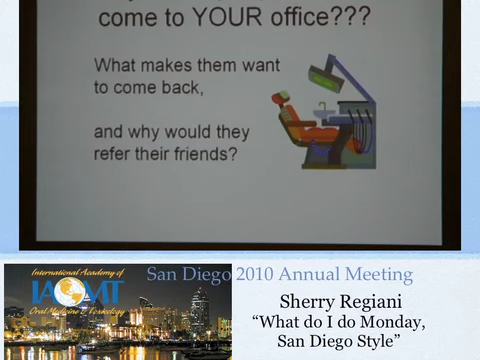 come to YOUR office???
What makes them want
to come back,
and why would they
refer their friends?
International Academy of
IAOMT
Oral Medicine & Toxicology
San Diego 2010 Annual Meeting
Sherry Regiani
“What do I do Monday,
San Diego Style”